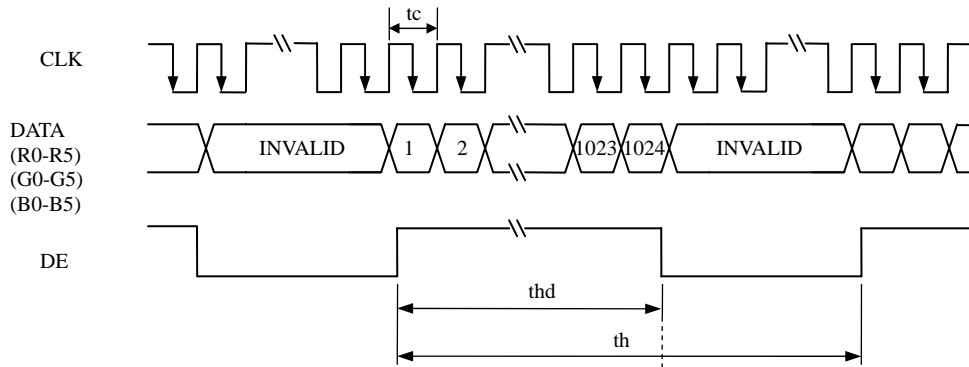 tc
CLK
DATA
(R0-R5)
(G0-G5)
(B0-B5)
INVALID 1 2 1023 1024 INVALID
DE
thd
th